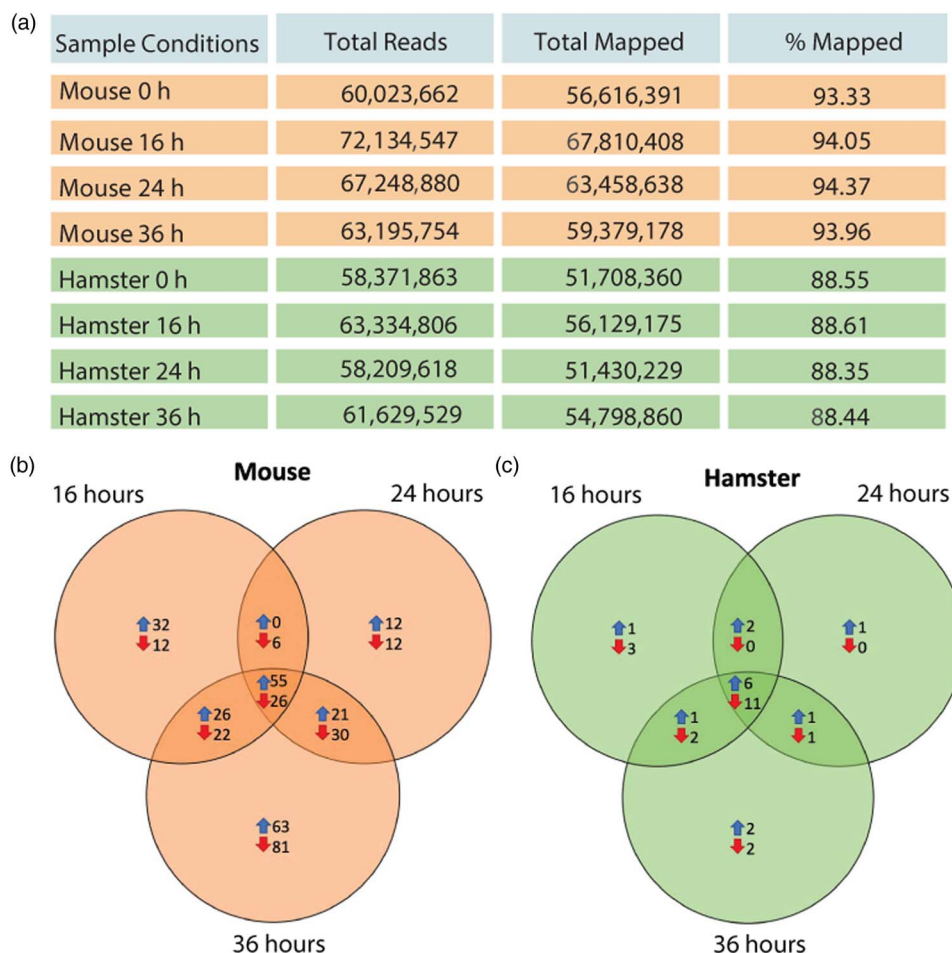 (a)
Sample Conditions Total Reads Total Mapped % Mapped
Mouse 0 h 60,023,662 56,616,391 93.33
Mouse 16 h 72,134,547 67,810,408 94.05
Mouse 24 h 67,248,880 63,458,638 94.37
Mouse 36 h 63,195,754 59,379,178 93.96
Hamster 0 h 58,371,863 51,708,360 88.55
Hamster 16 h 63,334,806 56,129,175 88.61
Hamster 24 h 58,209,618 51,430,229 88.35
Hamster 36 h 61,629,529 54,798,860 88.44
(b)
Mouse
16 hours
24 hours
32
12
0
6
12
12
55
26
26
22
21
30
63
81
36 hours
(c)
Hamster
16 hours
24 hours
1
3
2
0
1
0
6
11
1
2
1
1
2
2
36 hours